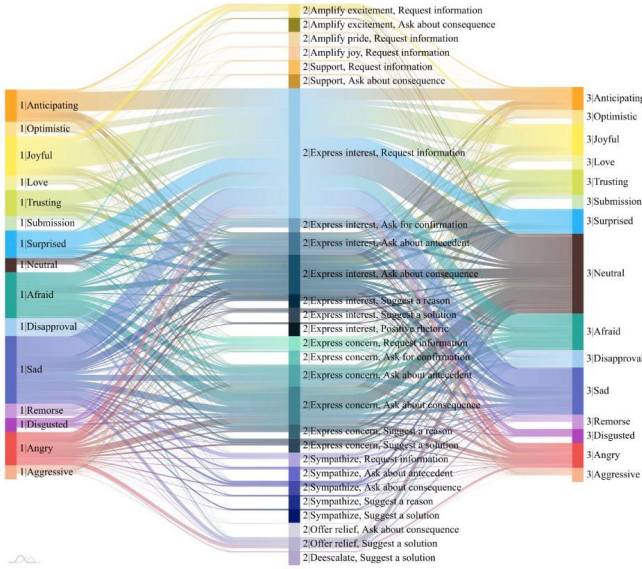 1|Anticipating
1|Optimistic
1|Joyful
1|Love
1|Trusting
1|Submission
1|Surprised
1|Neutral
1|Afraid
1|Disapproval
1|Sad
1|Remorse
1|Disgusted
1|Angry
1|Aggressive
2|Amplify excitement, Request information
2|Amplify excitement, Ask about consequence
2|Amplify pride, Request information
2|Amplify joy, Request information
2|Support, Request information
2|Support, Ask about consequence
2|Express interest, Request information
2|Express interest, Ask for confirmation
2|Express interest, Ask about antecedent
2|Express interest, Ask about consequence
2|Express interest, Suggest a reason
2|Express interest, Suggest a solution
2|Express interest, Positive rhetoric
2|Express concern, Request information
2|Express concern, Ask for confirmation
2|Express concern, Ask about antecedent
2|Express concern, Ask about consequence
2|Express concern, Suggest a reason
2|Express concern, Suggest a solution
2|Sympathize, Request information
2|Sympathize, Ask about antecedent
2|Sympathize, Ask about consequence
2|Sympathize, Suggest a reason
2|Sympathize, Suggest a solution
2|Offer relief, Ask about consequence
2|Offer relief, Suggest a solution
2|Deescalate, Suggest a solution
3|Anticipating
3|Optimistic
3|Joyful
3|Love
3|Trusting
3|Submission
3|Surprised
3|Neutral
3|Afraid
3|Disapproval
3|Sad
3|Remorse
3|Disgusted
3|Angry
3|Aggressive